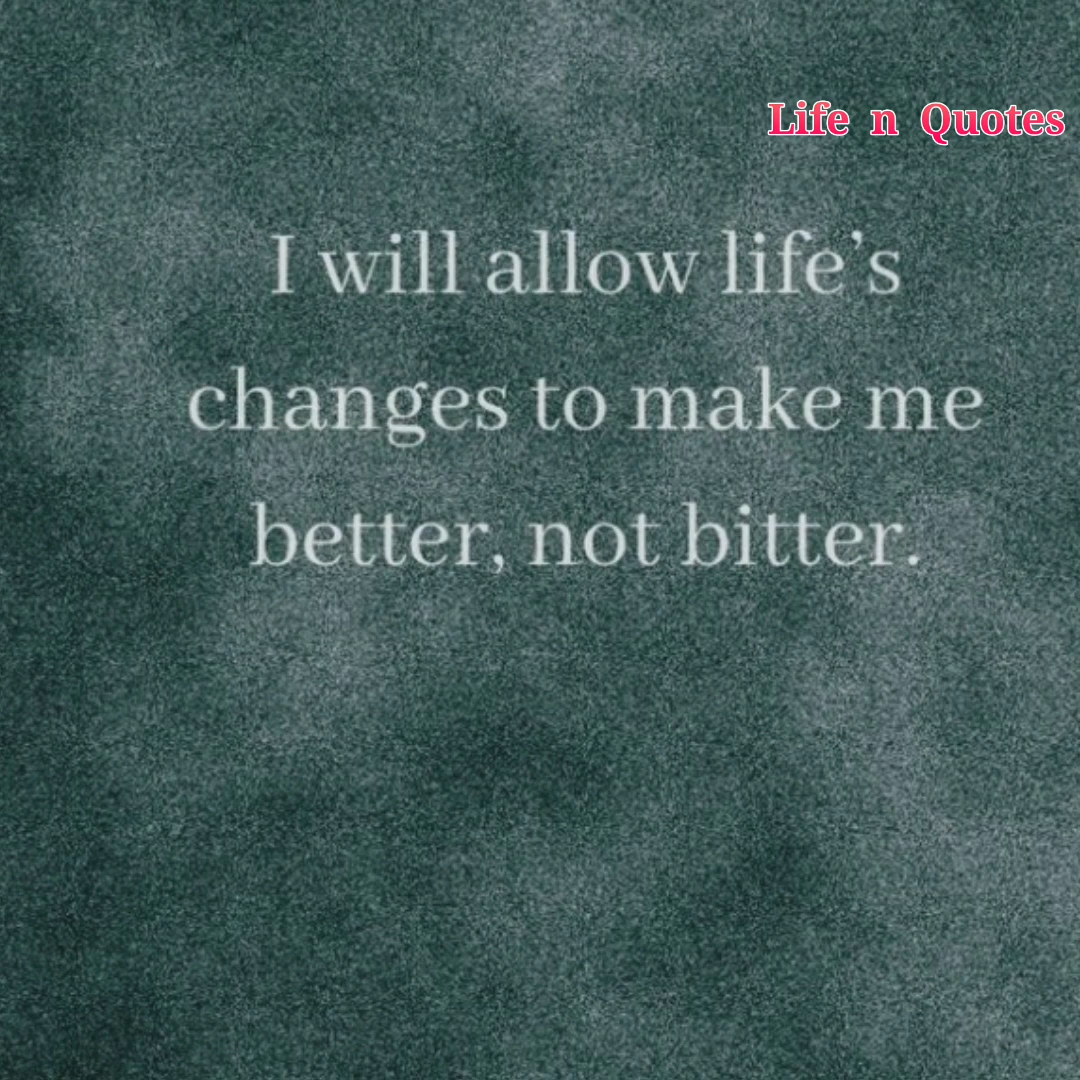 Life n Quotes
I will allow life’s
changes to make me
better, not bitter.